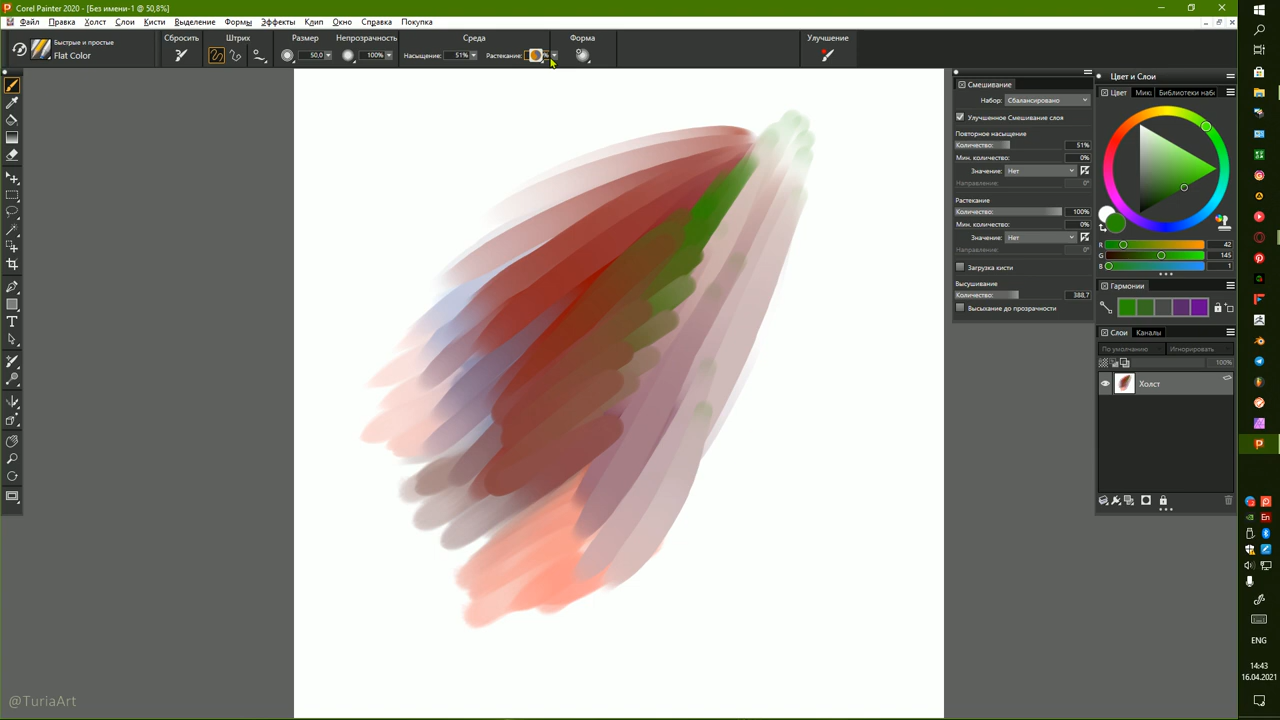 Corel Painter 2020 - [Без имени-1 @ 50,8%]
Файл Правка Холст Слои Кисти Выделение Формы Эффекты Клип Окно Справка Покупка
Быстрые и простые
Flat Color
Сбросить
Штрих
Размер
50,0
Непрозрачность
100%
Среда
Насыщение: 51%
Растекание:
Форма
Улучшение
Смешивание
Набор: Сбалансировано
Улучшенное Смешивание слоя
Повторное насыщение
Количество: 51%
Мин. количество: 0%
Значение: Нет
Направление: 0°
Растекание
Количество: 100%
Мин. количество: 0%
Значение: Нет
Направление: 0°
Загрузка кисти
Высушивание
Количество: 388,7
Высыхание до прозрачности
Цвет и Слои
Цвет Мик Библиотеки наб
R 42
G 145
B 1
Гармонии
Слои Каналы
По умолчанию Игнорировать
100%
Холст
ENG
14:43
16.04.2021
@TuriaArt